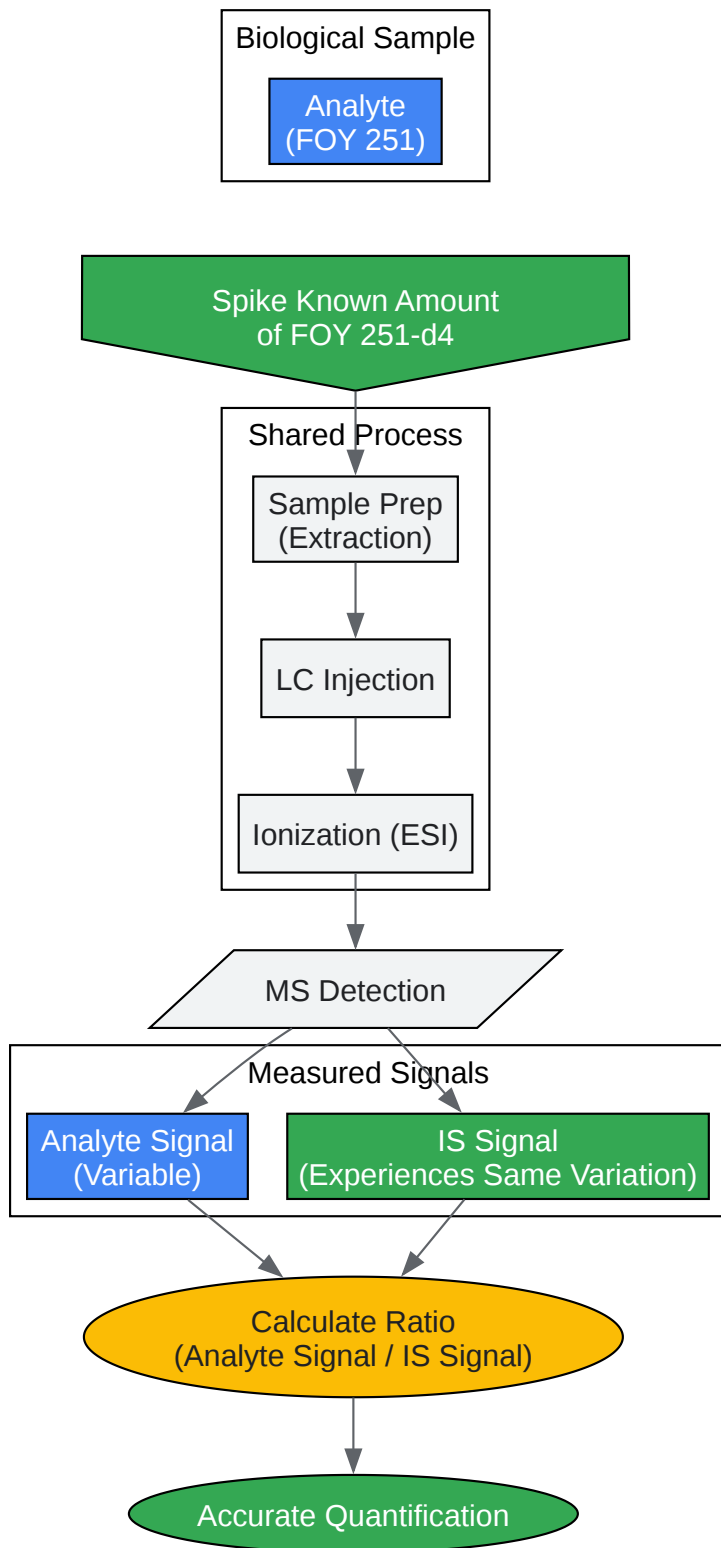 Biological Sample
Analyte
(FOY 251)
Spike Known Amount
of FOY 251-d4
Shared Process
Sample Prep
(Extraction)
LC Injection
Ionization (ESI)
MS Detection
Measured Signals
Analyte Signal
(Variable)
IS Signal
(Experiences Same Variation)
Calculate Ratio
(Analyte Signal / IS Signal)
Accurate Quantification